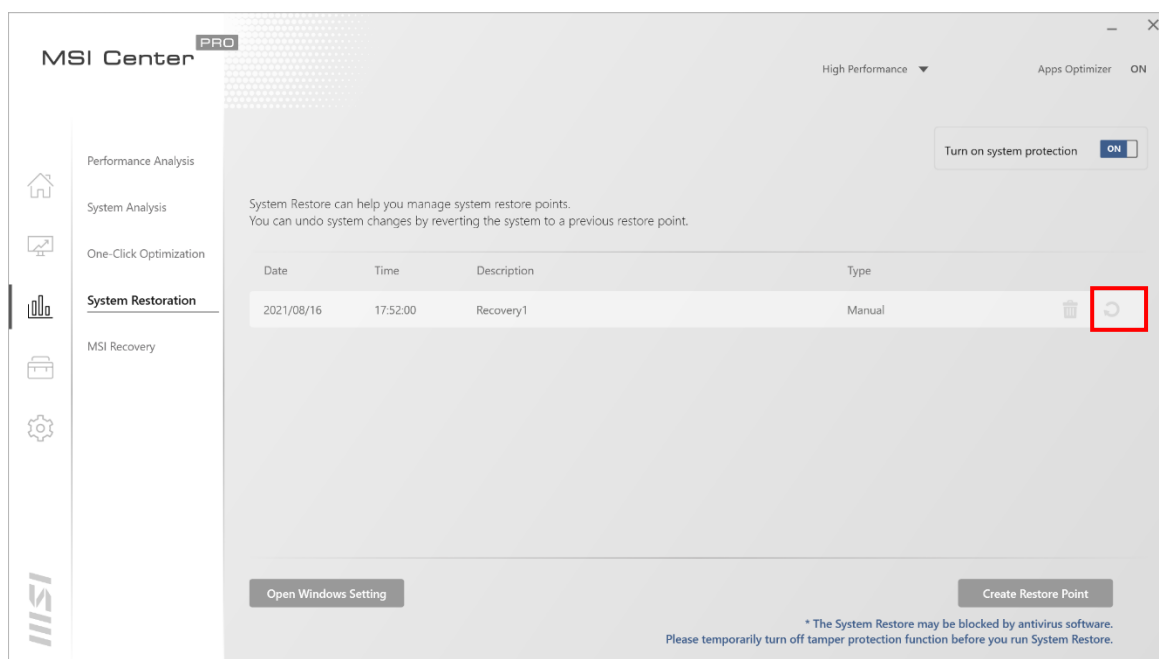 MSI Center PRO
High Performance
Apps Optimizer ON
Turn on system protection ON
Performance Analysis
System Analysis
One-Click Optimization
System Restoration
MSI Recovery
System Restore can help you manage system restore points.
You can undo system changes by reverting the system to a previous restore point.
Date Time Description Type
2021/08/16 17:52:00 Recovery1 Manual
Open Windows Setting
Create Restore Point
* The System Restore may be blocked by antivirus software.
Please temporarily turn off tamper protection function before you run System Restore.
msi